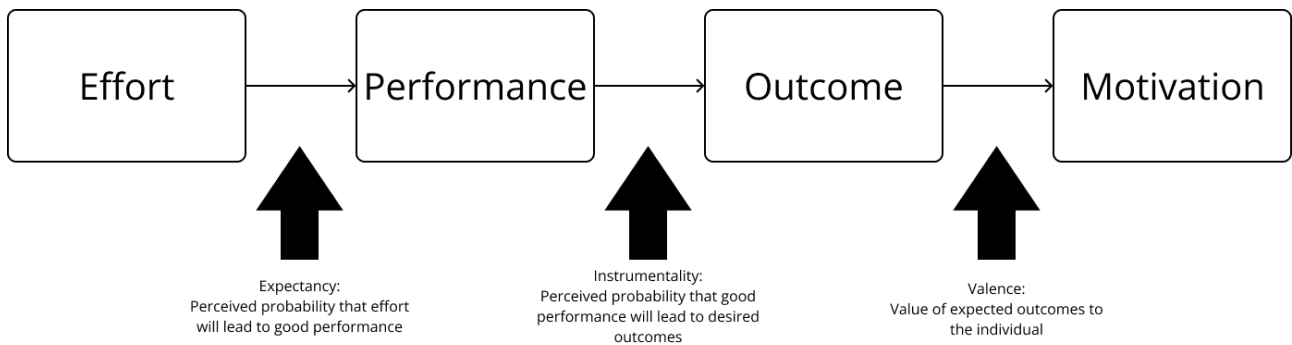 Effort
Performance
Outcome
Motivation
Expectancy:
Perceived probability that effort
will lead to good performance
Instrumentality:
Perceived probability that good
performance will lead to desired
outcomes
Valence:
Value of expected outcomes to
the individual